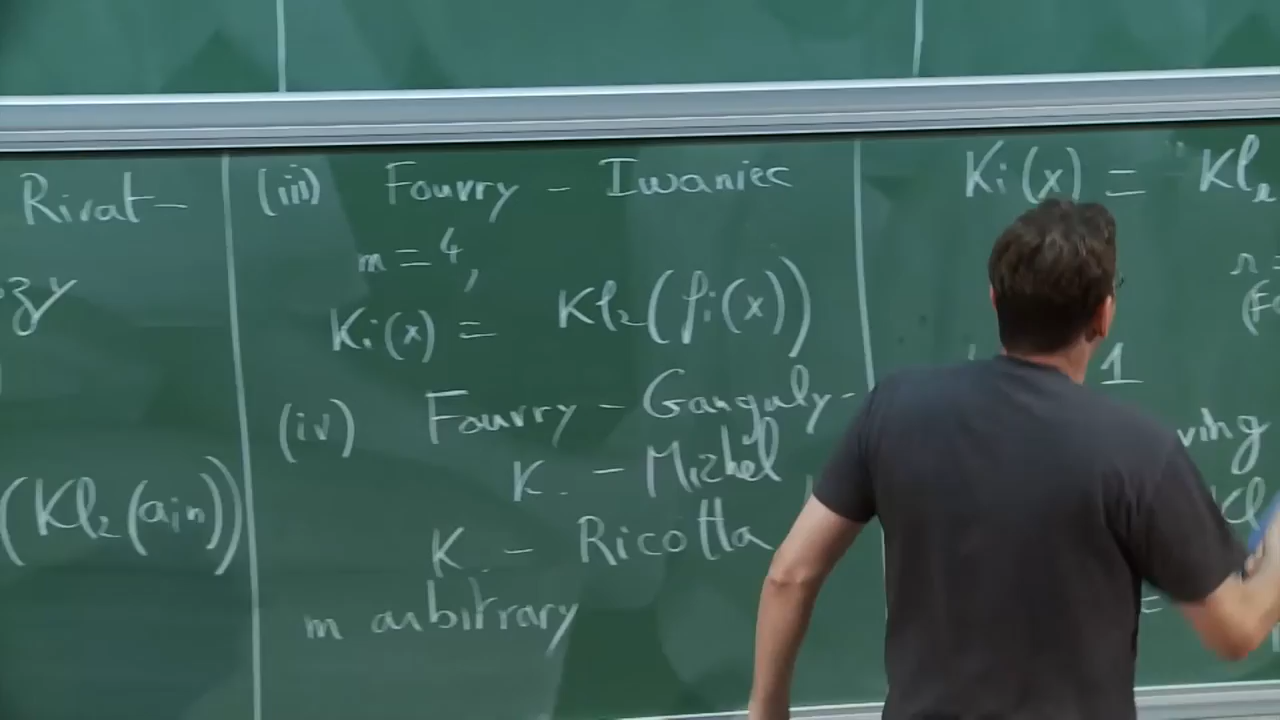 Rivat-
zy
(Kl₂(a;n))
(iii) Fouvry - Iwaniec
m = 4,
Ki(x) = Kl₂(fi(x))
(iv) Fouvry - Ganguly-
K. - Michel
K. - Ricotta
m arbitrary
Ki(x) = Kl
1
ving
=